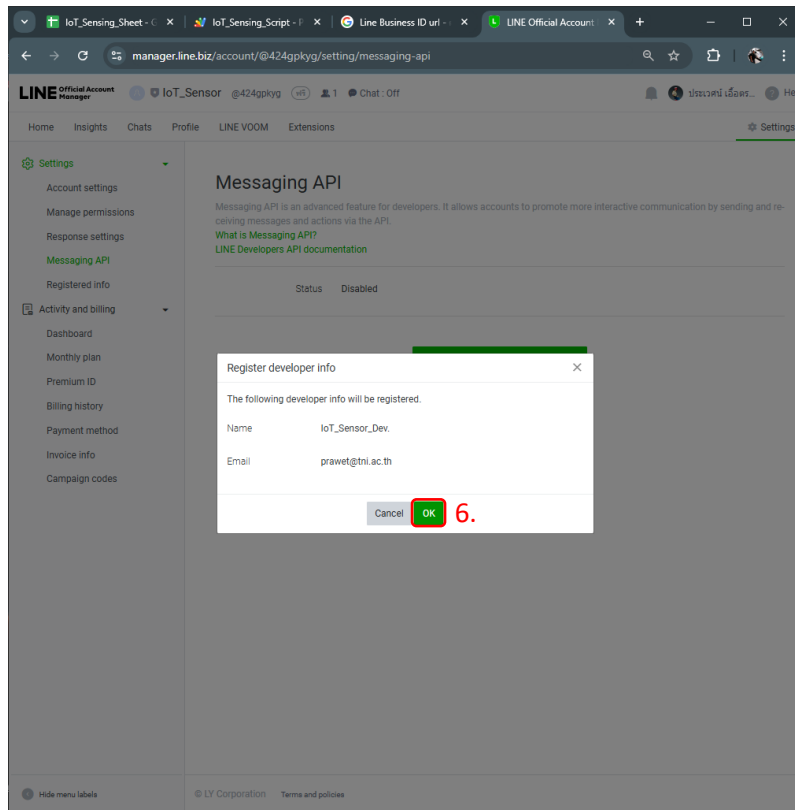 IoT_Sensing_Sheet - G
IoT_Sensing_Script - P
Line Business ID url -
LINE Official Account
manager.line.biz/account/@424gpkyg/setting/messaging-api
LINE Official Account Manager
IoT_Sensor @424gpkyg ฟรี 1 Chat : Off
ประเวศน์ เอื้อตร...
He
Home Insights Chats Profile LINE VOOM Extensions Settings
Settings
Account settings
Manage permissions
Response settings
Messaging API
Registered info
Activity and billing
Dashboard
Monthly plan
Premium ID
Billing history
Payment method
Invoice info
Campaign codes
Messaging API
Messaging API is an advanced feature for developers. It allows accounts to promote more interactive communication by sending and re-
ceiving messages and actions via the API.
What is Messaging API?
LINE Developers API documentation
Status Disabled
Register developer info
The following developer info will be registered.
Name IoT_Sensor_Dev.
Email prawet@tni.ac.th
Cancel OK 6.
Hide menu labels
© LY Corporation Terms and policies